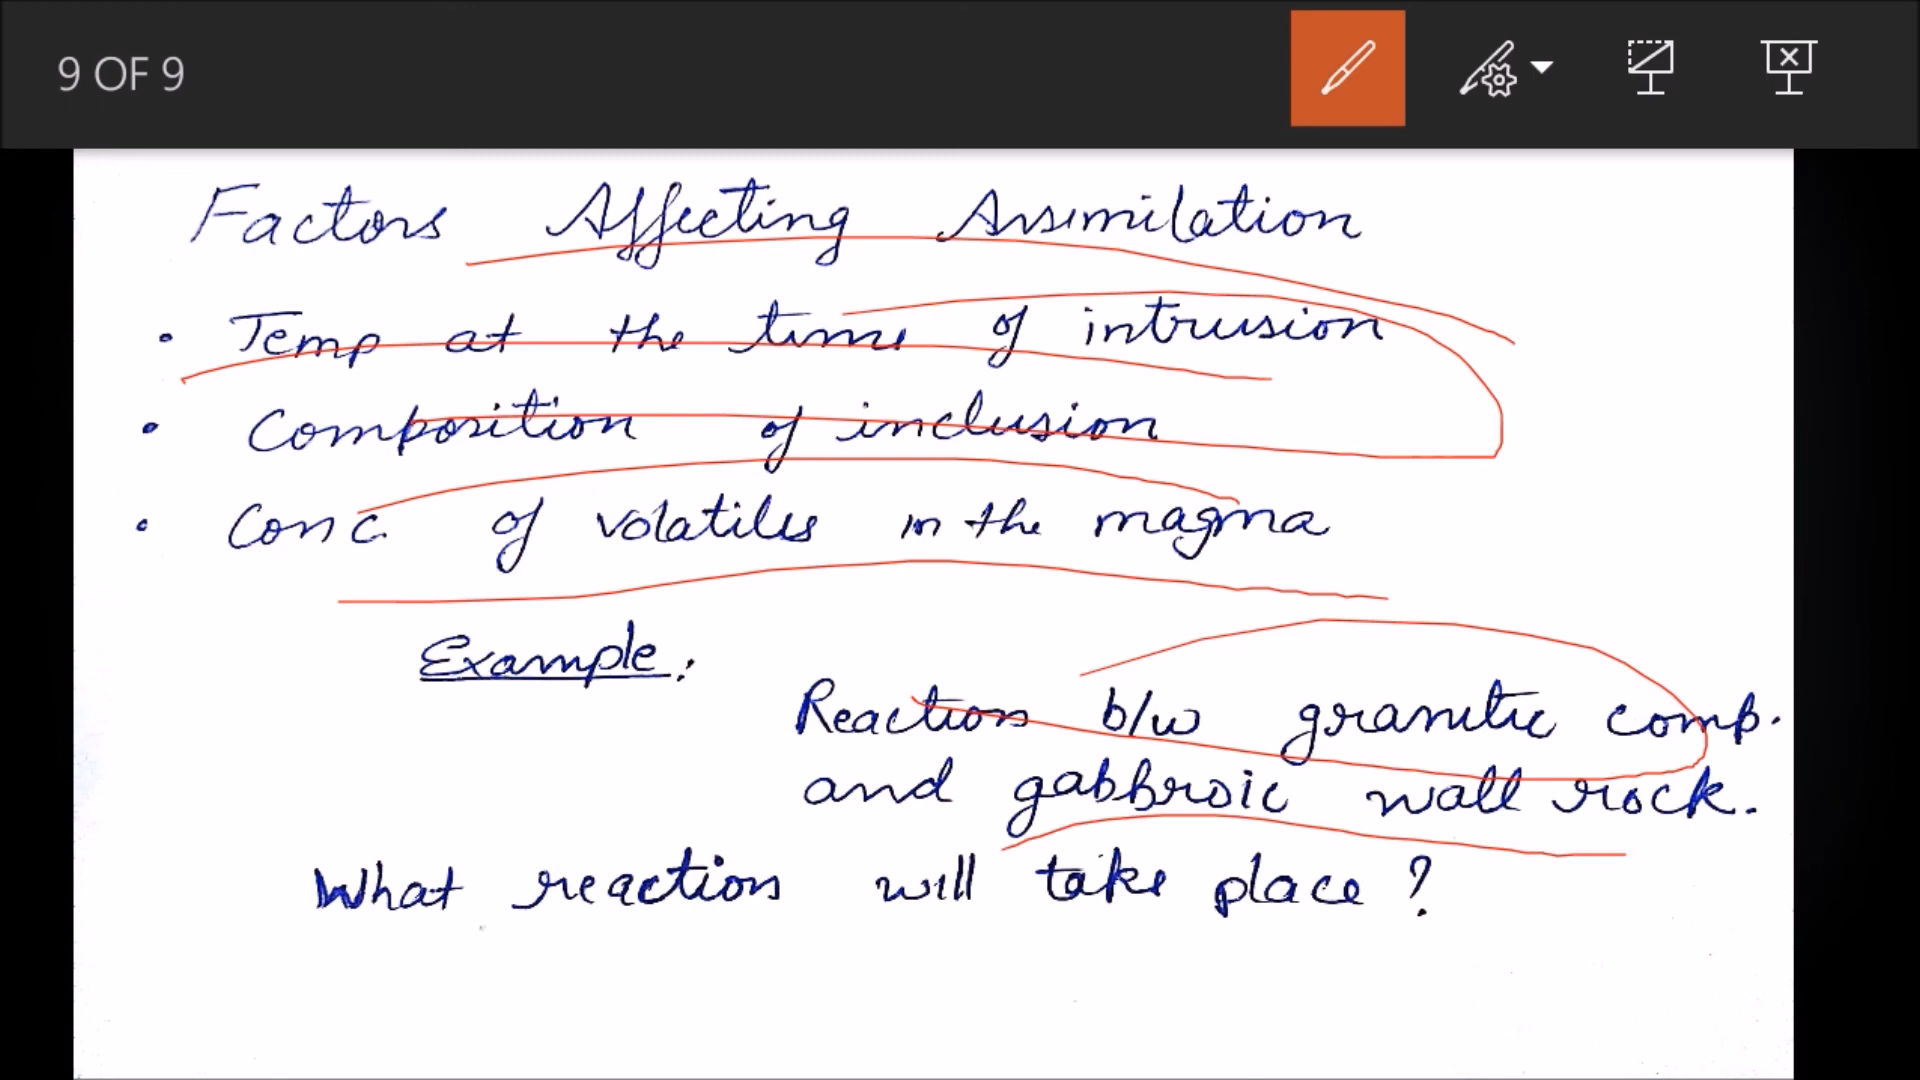 9 OF 9
Factors Affecting Assimilation
• Temp at the time of intrusion
• Composition of inclusion
• Conc. of volatiles in the magma
Example:
Reaction b/w granitic comp.
and gabbroic wall rock.
What reactions will take place?